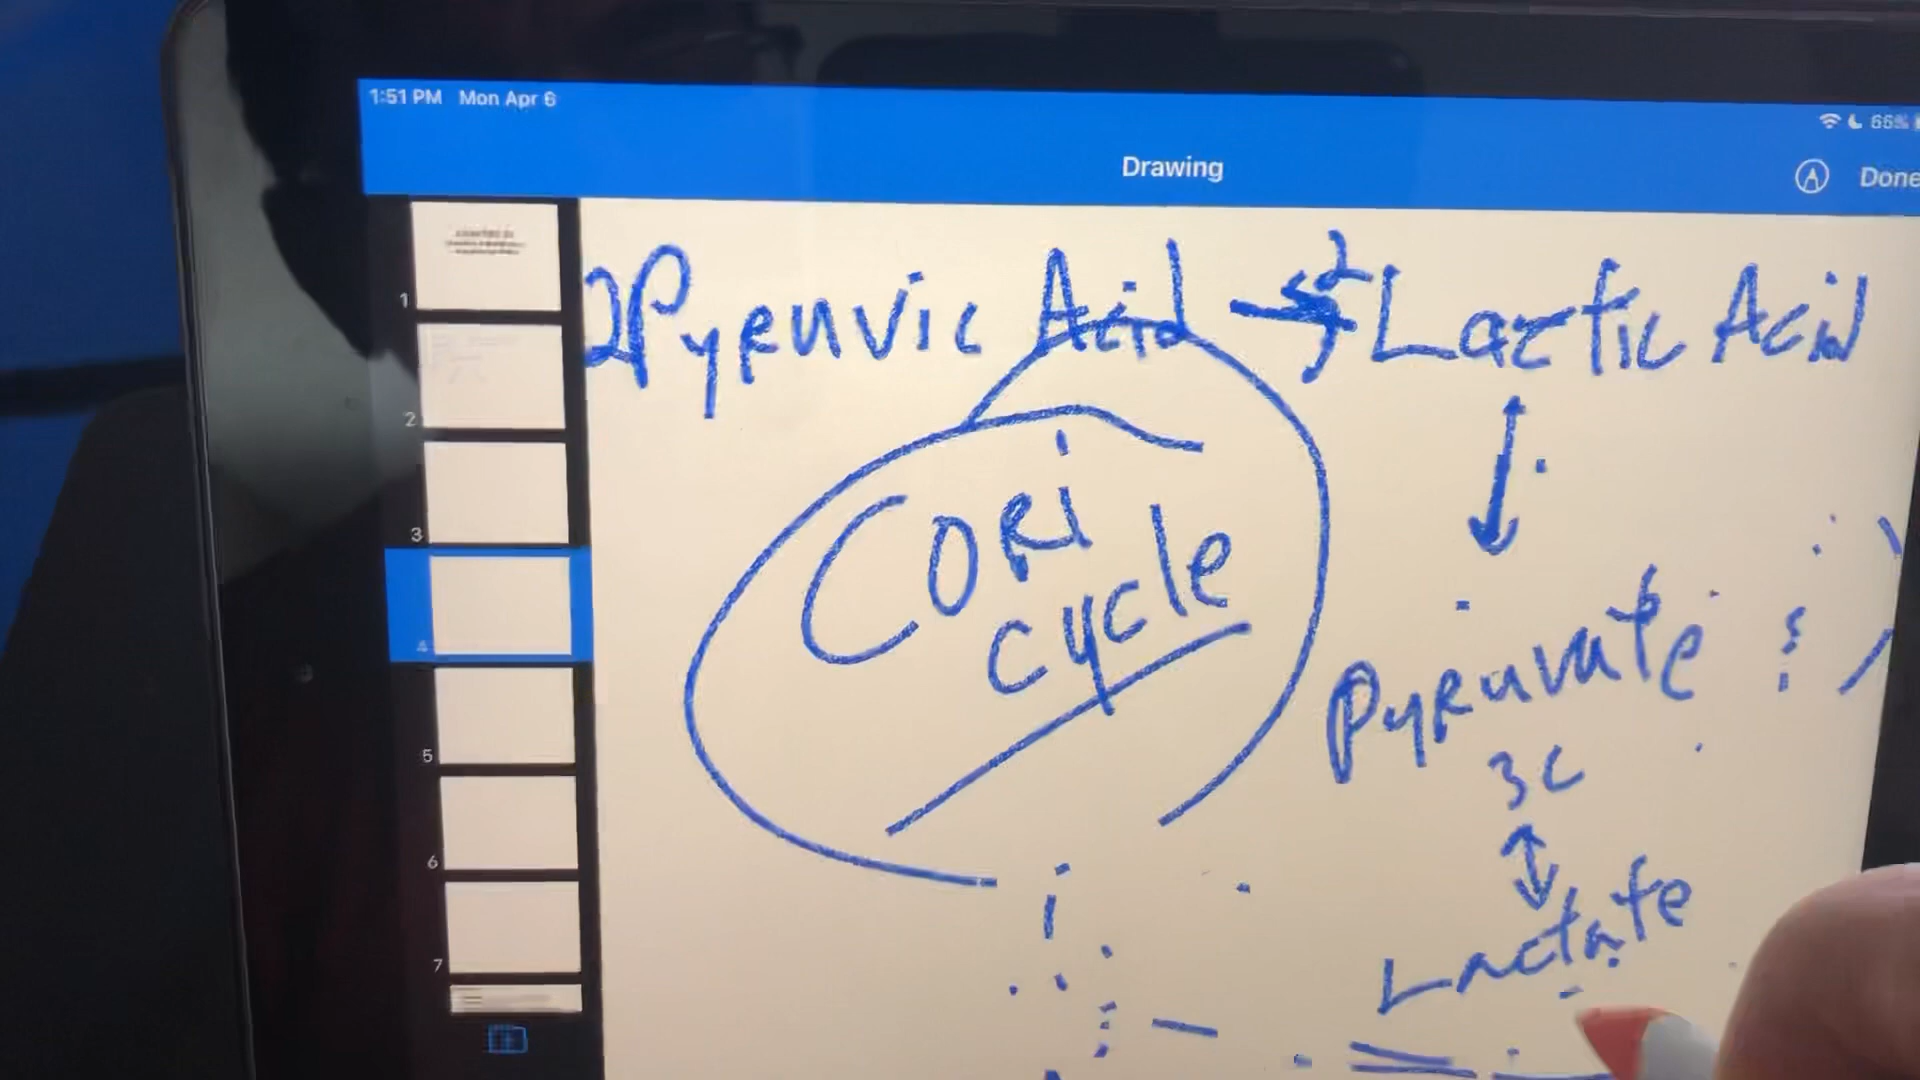 1:51 PM Mon Apr 6
66%
Drawing
Done
1
2
3
4
5
6
7
2 Pyruvic Acid → 2 Lactic Acid
Cori
Cycle
Pyruvate
3C
Lactate